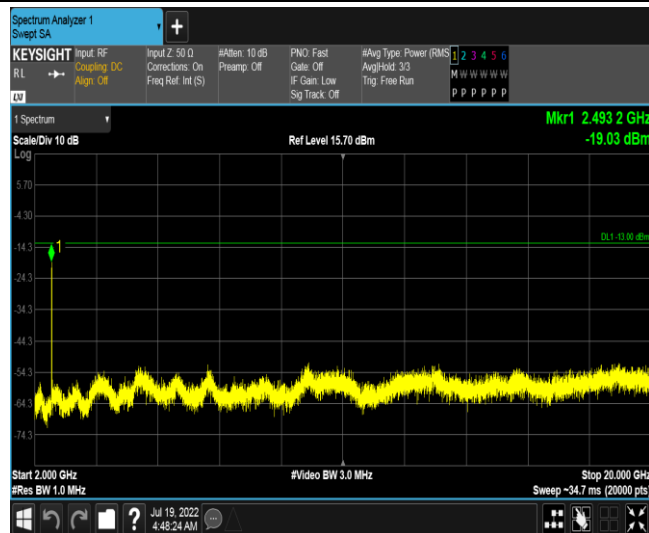 Spectrum Analyzer 1
Swept SA
+
KEYSIGHT
RL
LXI
Input: RF
Coupling: DC
Align: Off
Input Z: 50 Ω
Corrections: On
Freq Ref: Int (S)
#Atten: 10 dB
Preamp: Off
PNO: Fast
Gate: Off
IF Gain: Low
Sig Track: Off
#Avg Type: Power (RMS
Avg|Hold: 3/3
Trig: Free Run
1 2 3 4 5 6
M W W W W W
P P P P P P
1 Spectrum
Scale/Div 10 dB
Log
Ref Level 15.70 dBm
Mkr1 2.493 2 GHz
-19.03 dBm
5.70
-4.30
-14.3
-24.3
-34.3
-44.3
-54.3
-64.3
-74.3
1
DL1 -13.00 dBm
Start 2.000 GHz
#Res BW 1.0 MHz
#Video BW 3.0 MHz
Stop 20.000 GHz
Sweep ~34.7 ms (20000 pts)
?
Jul 19, 2022
4:48:24 AM